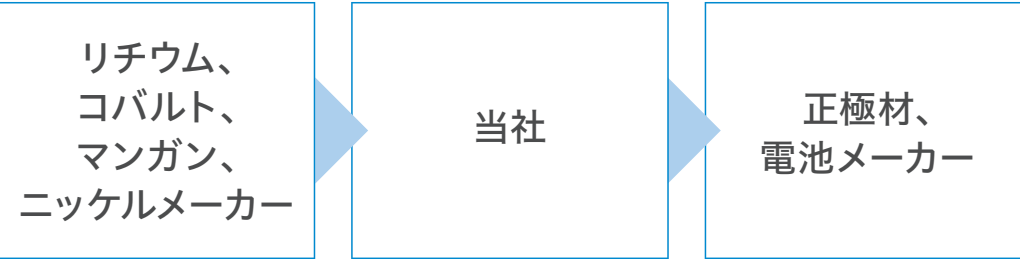 リチウム、
コバルト、
マンガン、
ニッケルメーカー
当社
正極材、
電池メーカー